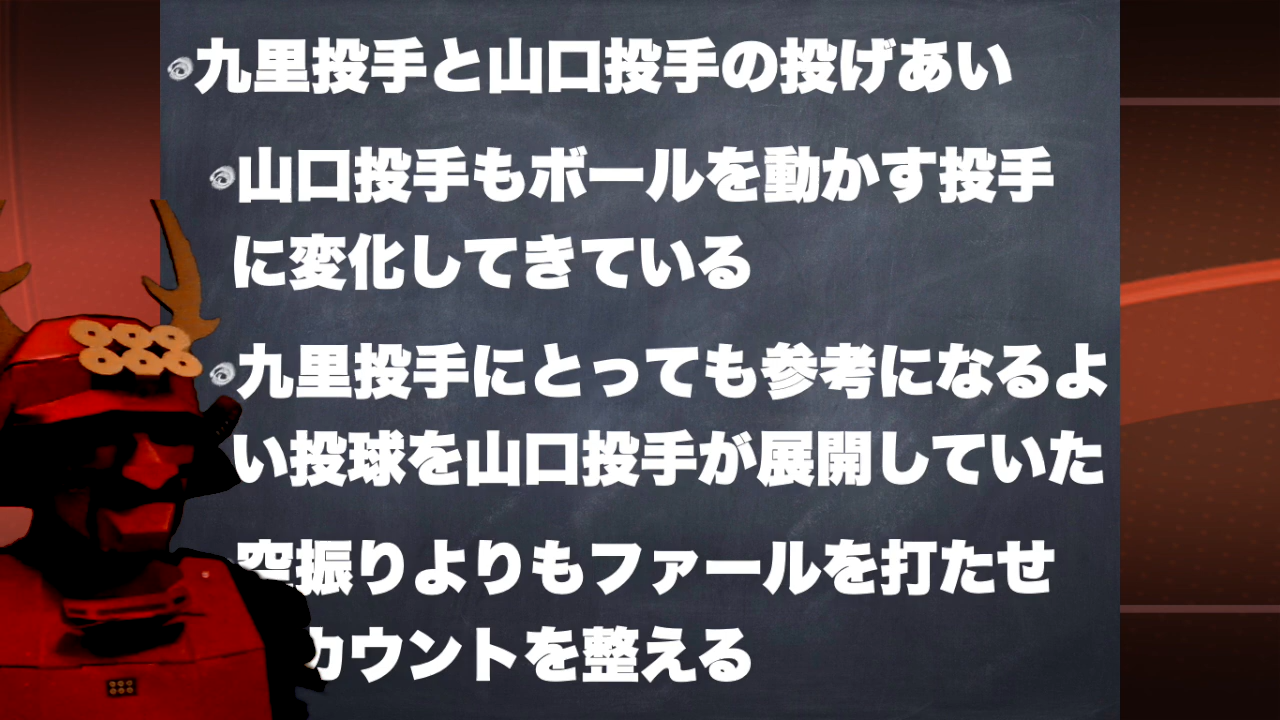 九里投手と山口投手の投げあい
山口投手もボールを動かす投手
に変化してきている
九里投手にとっても参考になるよ
い投球を山口投手が展開していた
空振りよりもファールを打たせ
カウントを整える